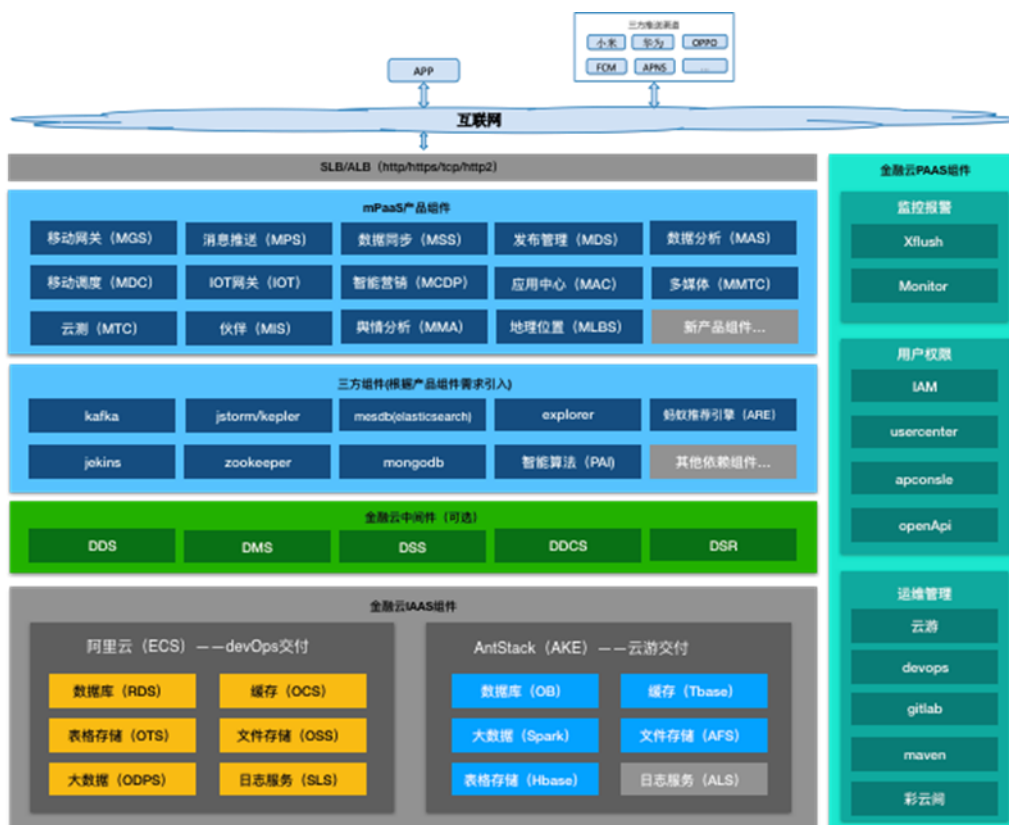 三方推送渠道
小米 华为 OPPO
FCM APNS ...
APP
互联网
SLB/ALB（http/https/tcp/http2）
mPaaS产品组件
移动网关（MGS） 消息推送（MPS） 数据同步（MSS） 发布管理（MDS） 数据分析（MAS）
移动调度（MDC） IOT网关（IOT） 智能营销（MCDP） 应用中心（MAC） 多媒体（MMTC）
云测（MTC） 伙伴（MIS） 舆情分析（MMA） 地理位置（MLBS） 新产品组件...
三方组件(根据产品组件需求引入)
kafka jstorm/kepler mesdb(elasticsearch) explorer 蚂蚁推荐引擎（ARE）
jekins zookeeper mongodb 智能算法（PAI） 其他依赖组件...
金融云中间件（可选）
DDS DMS DSS DDCS DSR
金融云IAAS组件
阿里云（ECS）——devOps交付
数据库（RDS） 缓存（OCS）
表格存储（OTS） 文件存储（OSS）
大数据（ODPS） 日志服务（SLS）
AntStack（AKE）——云游交付
数据库（OB） 缓存（Tbase）
大数据（Spark） 文件存储（AFS）
表格存储（Hbase） 日志服务（ALS）
金融云PAAS组件
监控报警
Xflush
Monitor
用户权限
IAM
usercenter
apconsle
openApi
运维管理
云游
devops
gitlab
maven
彩云间